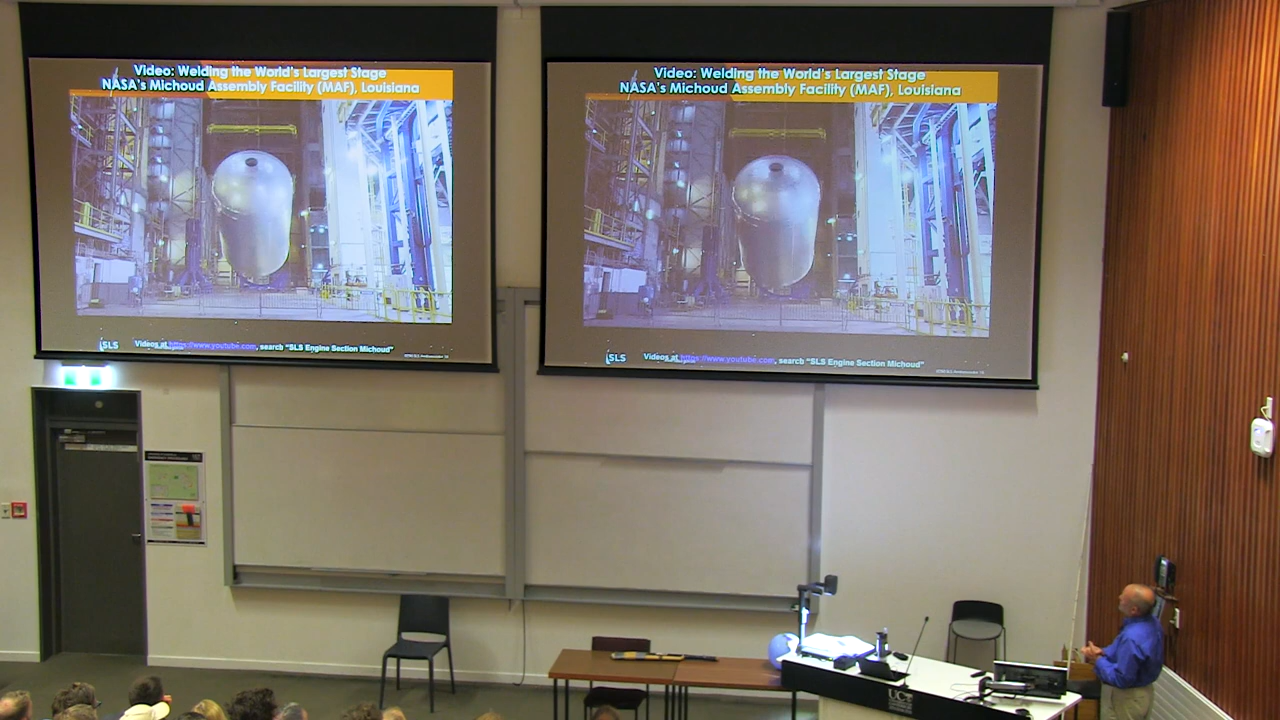 Video: Welding the World's Largest Stage
NASA's Michoud Assembly Facility (MAF), Louisiana
SLS
Videos at https://www.youtube.com, search "SLS Engine Section Michoud"
Video: Welding the World's Largest Stage
NASA's Michoud Assembly Facility (MAF), Louisiana
SLS
Videos at https://www.youtube.com, search "SLS Engine Section Michoud"
UC